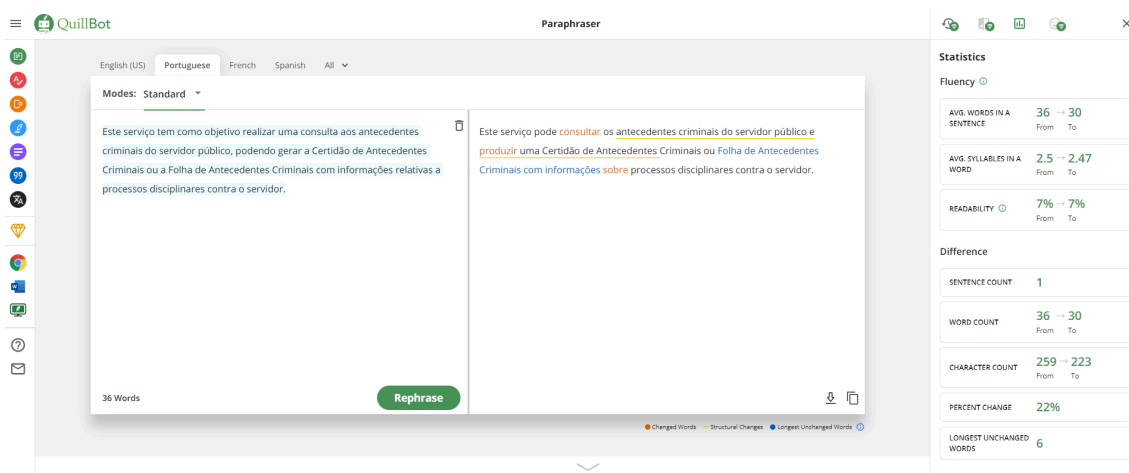 QuillBot
Paraphraser
English (US) Portuguese French Spanish All
Modes: Standard
Este serviço tem como objetivo realizar uma consulta aos antecedentes
criminais do servidor público, podendo gerar a Certidão de Antecedentes
Criminais ou a Folha de Antecedentes Criminais com informações relativas a
processos disciplinares contra o servidor.
36 Words
Rephrase
Este serviço pode consultar os antecedentes criminais do servidor público e
produzir uma Certidão de Antecedentes Criminais ou Folha de Antecedentes
Criminais com informações sobre processos disciplinares contra o servidor.
Changed Words Structural Changes Longest Unchanged Words
Statistics
Fluency
AVG. WORDS IN A
SENTENCE
36 → 30
From To
AVG. SYLLABLES IN A
WORD
2.5 → 2.47
From To
READABILITY
7% → 7%
From To
Difference
SENTENCE COUNT 1
WORD COUNT
36 → 30
From To
CHARACTER COUNT
259 → 223
From To
PERCENT CHANGE 22%
LONGEST UNCHANGED
WORDS
6